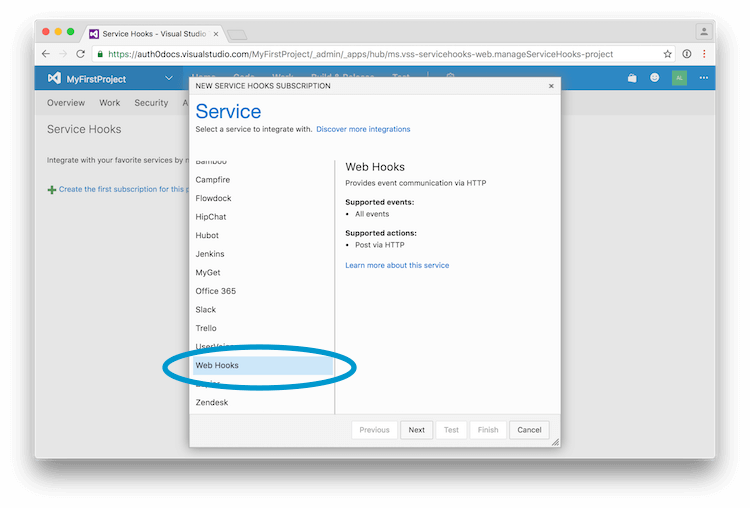 Service Hooks - Visual Studio
https://auth0docs.visualstudio.com/MyFirstProject/_admin/_apps/hub/ms.vss-servicehooks-web.manageServiceHooks-project
MyFirstProject
AL
Overview Work Security
Service Hooks
Integrate with your favorite services by
Create the first subscription for this
NEW SERVICE HOOKS SUBSCRIPTION
Service
Select a service to integrate with. Discover more integrations
Bamboo
Campfire
Flowdock
HipChat
Hubot
Jenkins
MyGet
Office 365
Slack
Trello
UserVoice
Web Hooks
Zapier
Zendesk
Web Hooks
Provides event communication via HTTP
Supported events:
• All events
Supported actions:
• Post via HTTP
Learn more about this service
Previous Next Test Finish Cancel